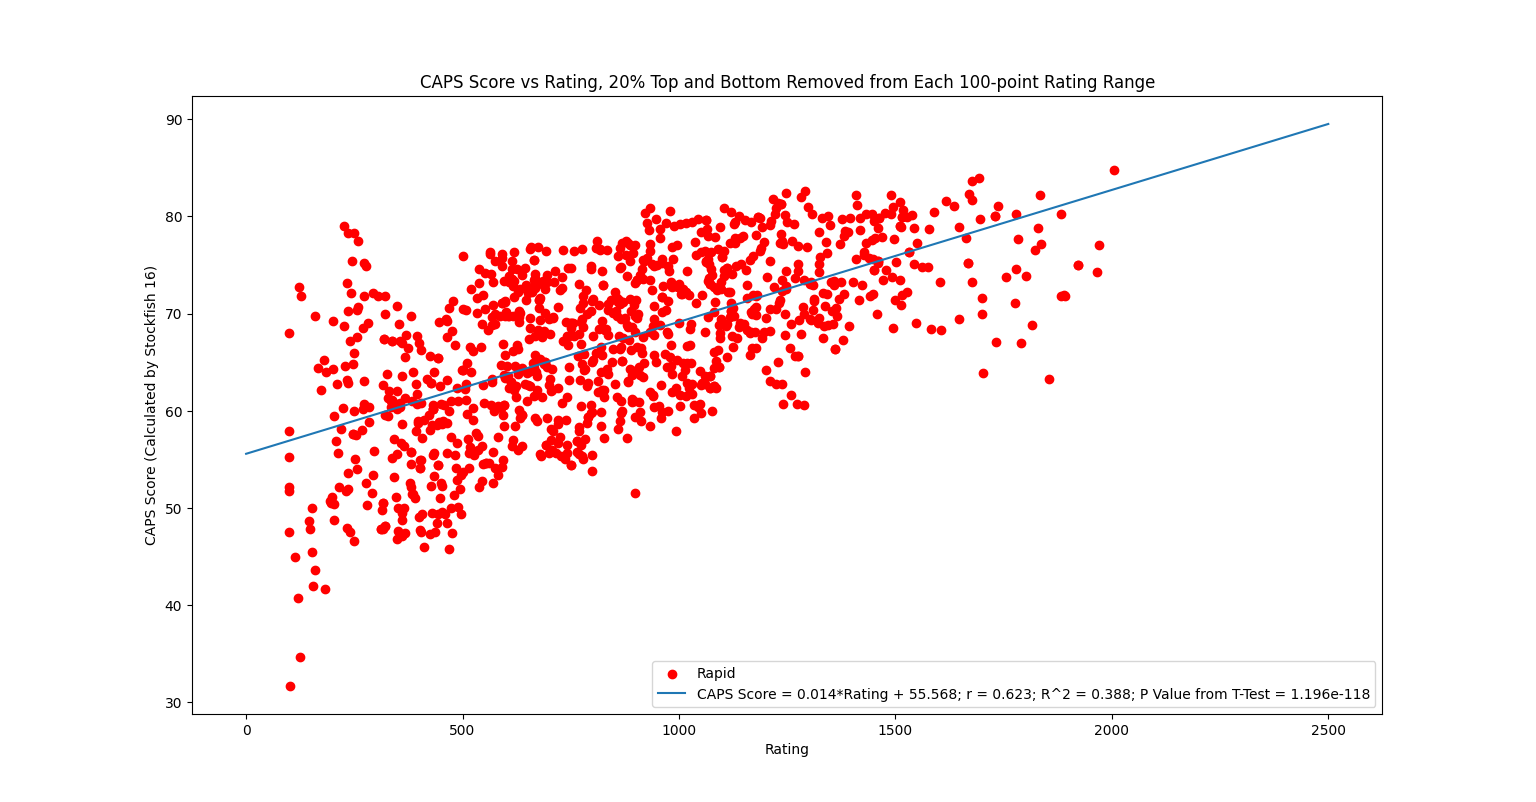 CAPS Score vs Rating, 20% Top and Bottom Removed from Each 100-point Rating Range
90
80
70
60
50
40
30
CAPS Score (Calculated by Stockfish 16)
Rapid
CAPS Score = 0.014*Rating + 55.568; r = 0.623; R^2 = 0.388; P Value from T-Test = 1.196e-118
0 500 1000 1500 2000 2500
Rating